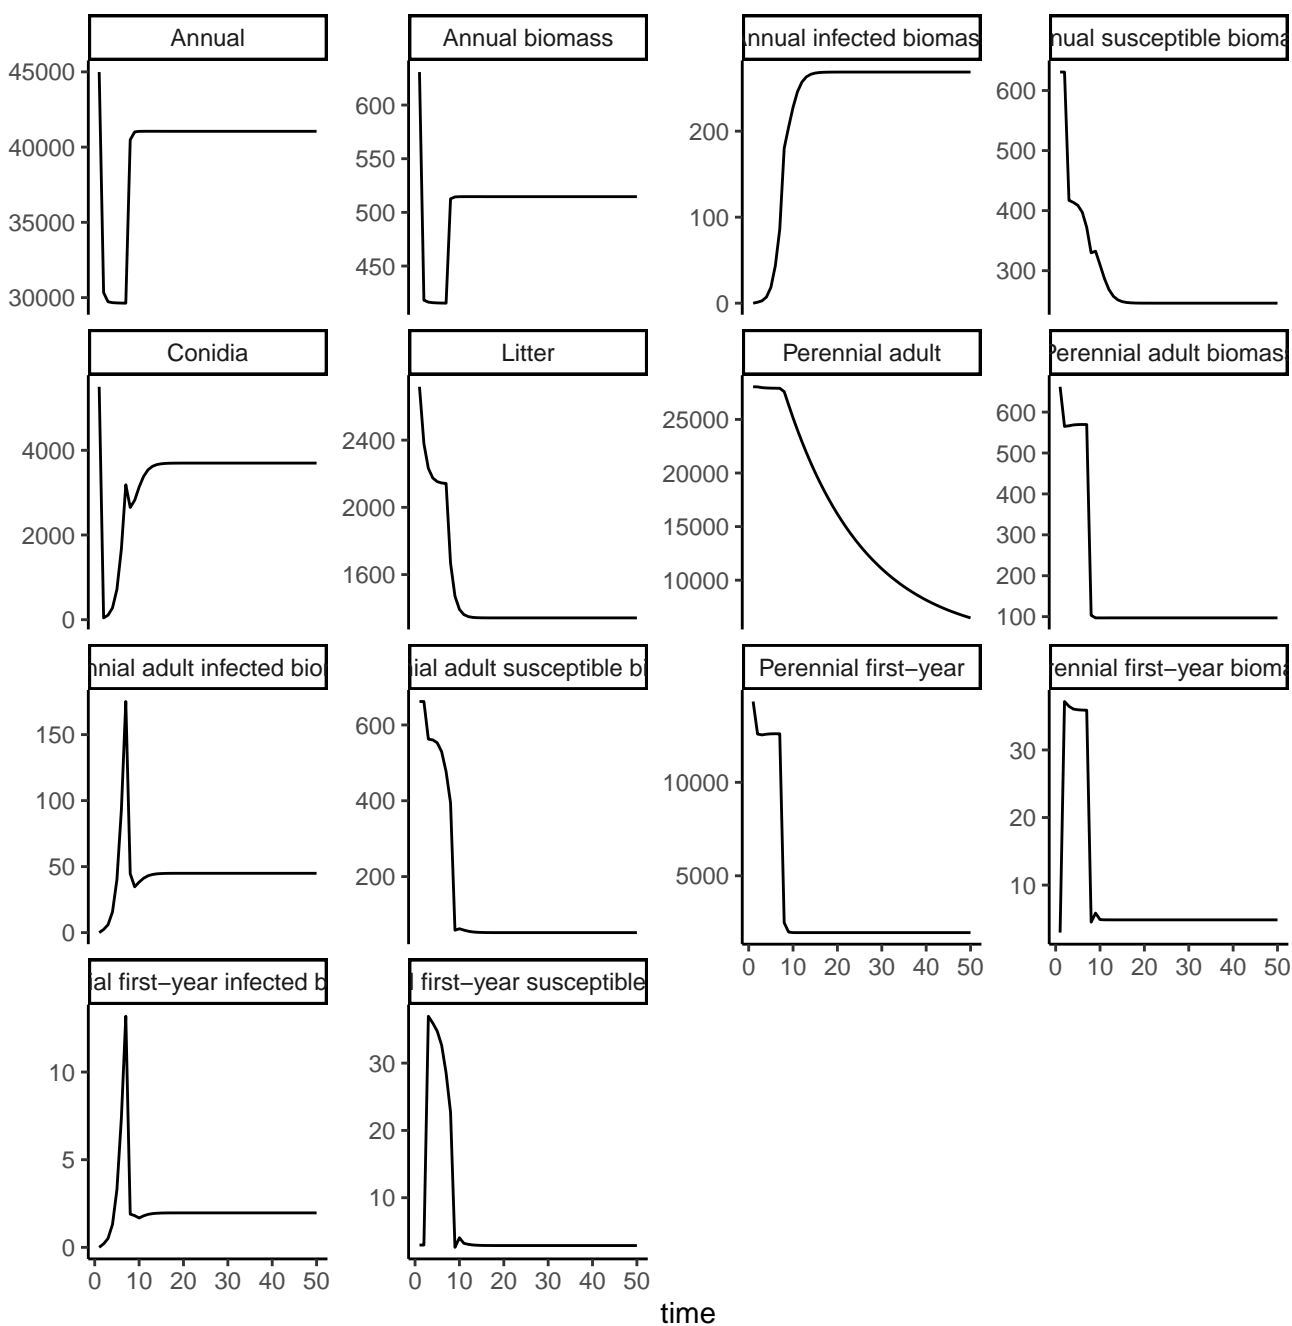 Annual
Annual biomass
nnual infected biomas
nual susceptible bioma
45000
40000
35000
30000
600
550
500
450
200
100
0
600
500
400
300
Conidia
Litter
Perennial adult
Perennial adult biomass
4000
2000
0
2400
2000
1600
25000
20000
15000
10000
600
500
400
300
200
100
nnial adult infected bion
ial adult susceptible bi
Perennial first−year
rennial first−year bioma
150
100
50
0
600
400
200
10000
5000
30
20
10
0 10 20 30 40 50
0 10 20 30 40 50
ial first−year infected b
l first−year susceptible
10
5
0
30
20
10
0 10 20 30 40 50
0 10 20 30 40 50
time